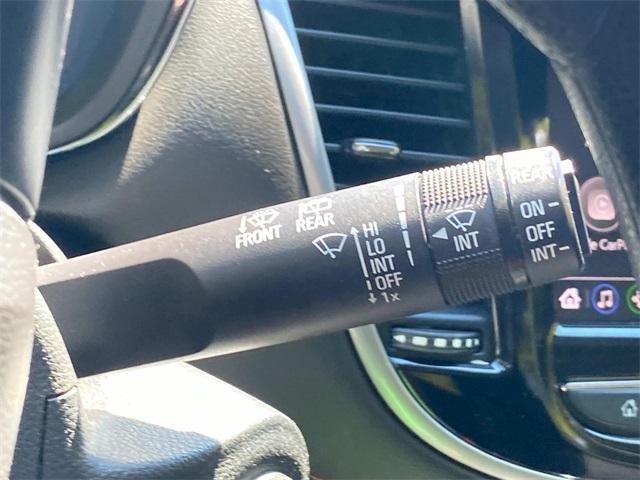 FRONT
REAR
HI
LO
INT
OFF
1x
INT
REAR
ON
OFF
INT